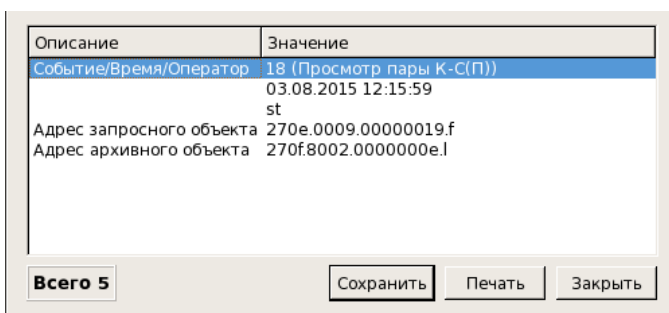 Описание Значение
Событие/Время/Оператор 18 (Просмотр пары К-С(П))
03.08.2015 12:15:59
st
Адрес запросного объекта 270e.0009.00000019.f
Адрес архивного объекта 270f.8002.0000000e.l
Всего 5 Сохранить Печать Закрыть